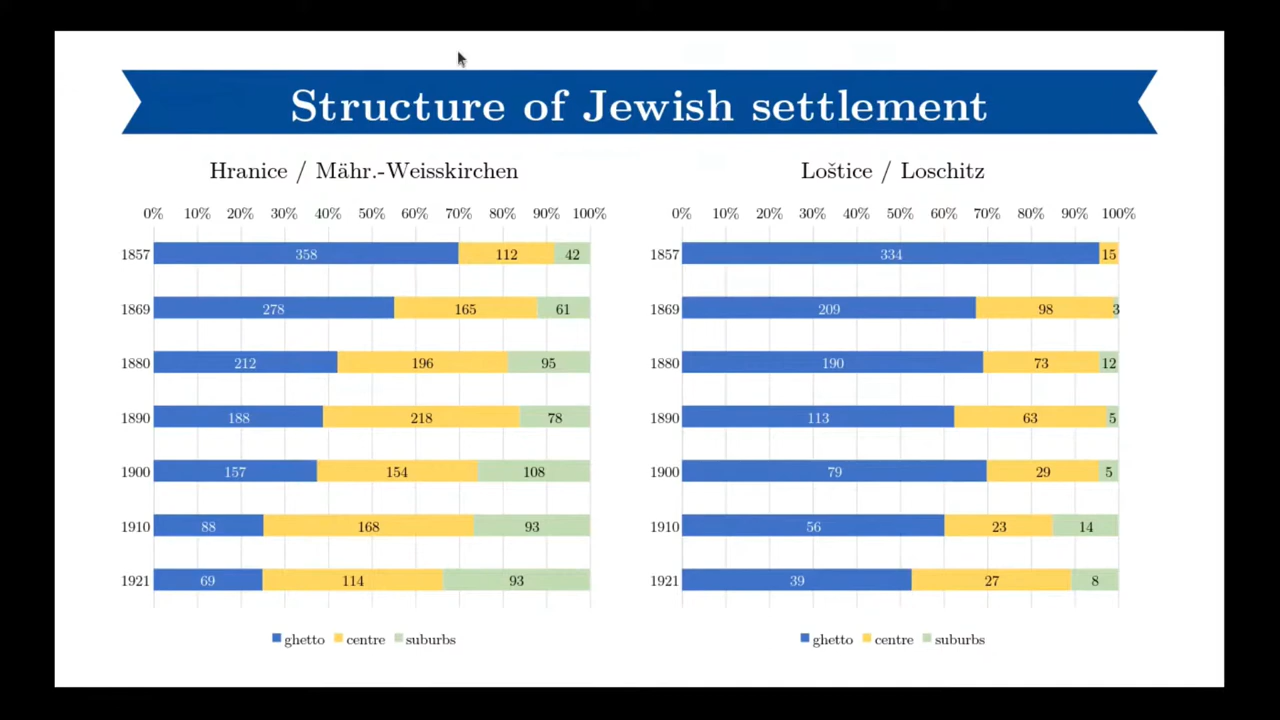 Structure of Jewish settlement
Hranice / Mähr.-Weisskirchen
0% 10% 20% 30% 40% 50% 60% 70% 80% 90% 100%
1857 358 112 42
1869 278 165 61
1880 212 196 95
1890 188 218 78
1900 157 154 108
1910 88 168 93
1921 69 114 93
ghetto centre suburbs
Loštice / Loschitz
0% 10% 20% 30% 40% 50% 60% 70% 80% 90% 100%
1857 334 15
1869 209 98 3
1880 190 73 12
1890 113 63 5
1900 79 29 5
1910 56 23 14
1921 39 27 8
ghetto centre suburbs